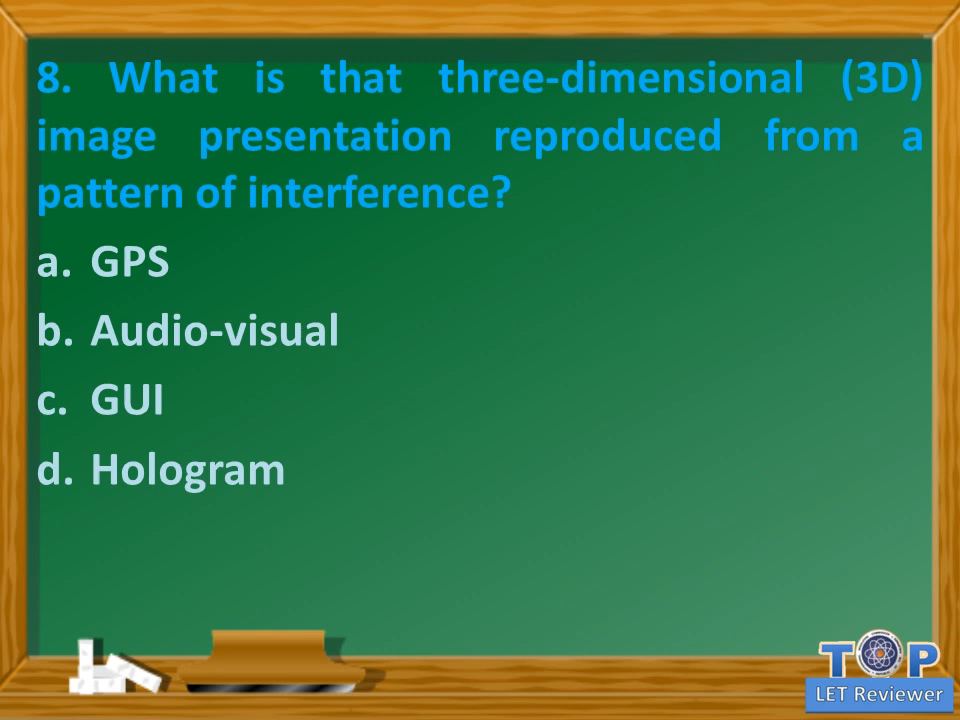 8. What is that three-dimensional (3D)
image presentation reproduced from a
pattern of interference?
a. GPS
b. Audio-visual
c. GUI
d. Hologram
TOP
LET Reviewer